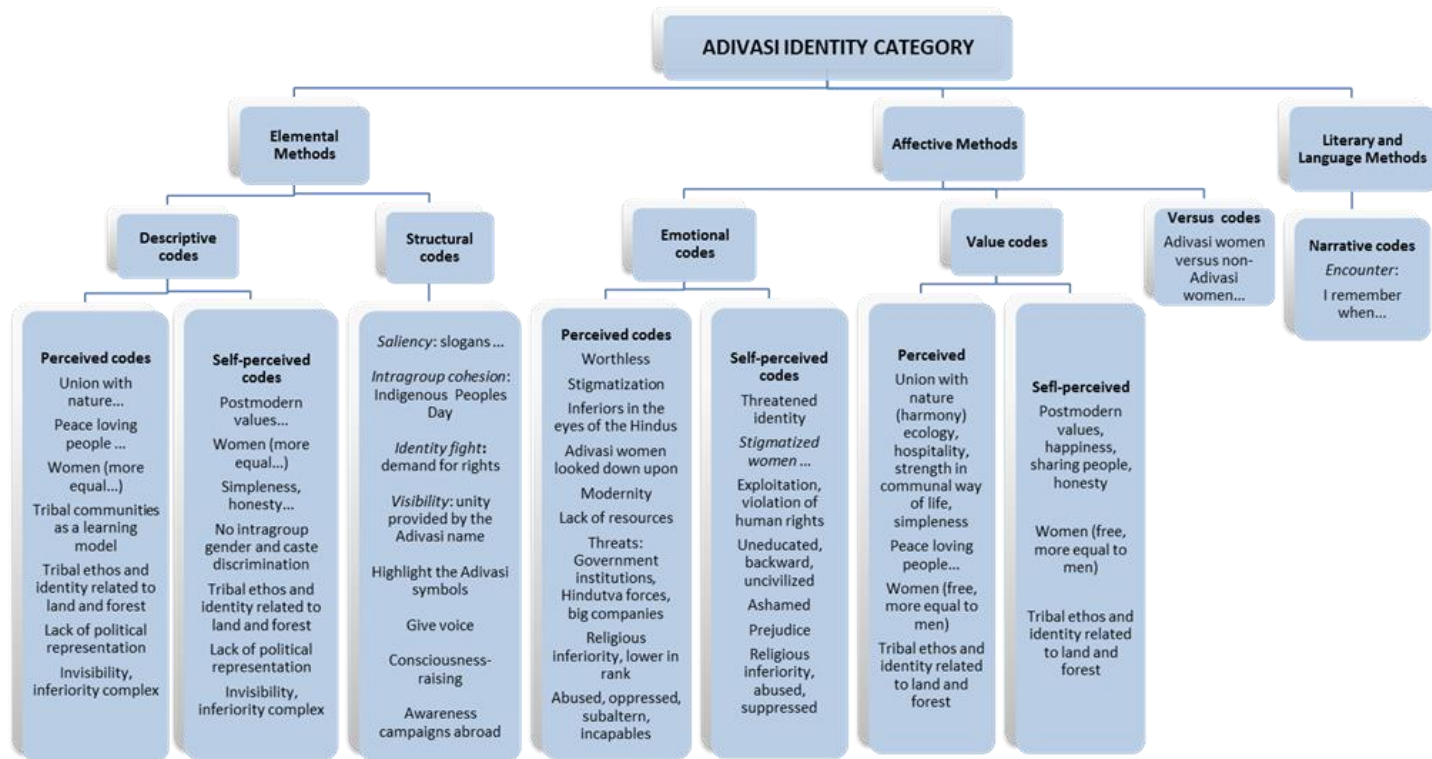 ADIVASI IDENTITY CATEGORY
Elemental
Methods
Affective Methods
Literary and
Language Methods
Descriptive
codes
Structural
codes
Emotional
codes
Value codes
Versus codes
Adivasi women
versus non-
Adivasi
women...
Narrative codes
Encounter:
I remember
when...
Perceived codes
Union with
nature...
Peace loving
people ...
Women (more
equal...)
Tribal communities
as a learning
model
Tribal ethos and
identity related to
land and forest
Lack of political
representation
Invisibility,
inferiority complex
Self-perceived
codes
Postmodern
values...
Women (more
equal...)
Simpleness,
honesty...
No intragroup
gender and caste
discrimination
Tribal ethos and
identity related to
land and forest
Lack of political
representation
Invisibility,
inferiority complex
Saliency: slogans ...
Intragroup cohesion:
Indigenous Peoples
Day
Identity fight:
demand for rights
Visibility: unity
provided by the
Adivasi name
Highlight the Adivasi
symbols
Give voice
Consciousness-
raising
Awareness
campaigns abroad
Perceived codes
Worthless
Stigmatization
Inferiors in the
eyes of the Hindus
Adivasi women
looked down upon
Modernity
Lack of resources
Threats:
Government
institutions,
Hindutva forces,
big companies
Religious
inferiority, lower in
rank
Abused, oppressed,
subaltern,
incapables
Self-perceived
codes
Threatened
identity
Stigmatized
women ...
Exploitation,
violation of
human rights
Uneducated,
backward,
uncivilized
Ashamed
Prejudice
Religious
inferiority,
abused,
suppressed
Perceived
Union with
nature
(harmony)
ecology,
hospitality,
strength in
communal way
of life,
simpleness
Peace loving
people...
Women (free,
more equal to
men)
Tribal ethos and
identity related
to land and
forest
Sefl-perceived
Postmodern
values,
happiness,
sharing people,
honesty
Women (free,
more equal to
men)
Tribal ethos and
identity related
to land and
forest